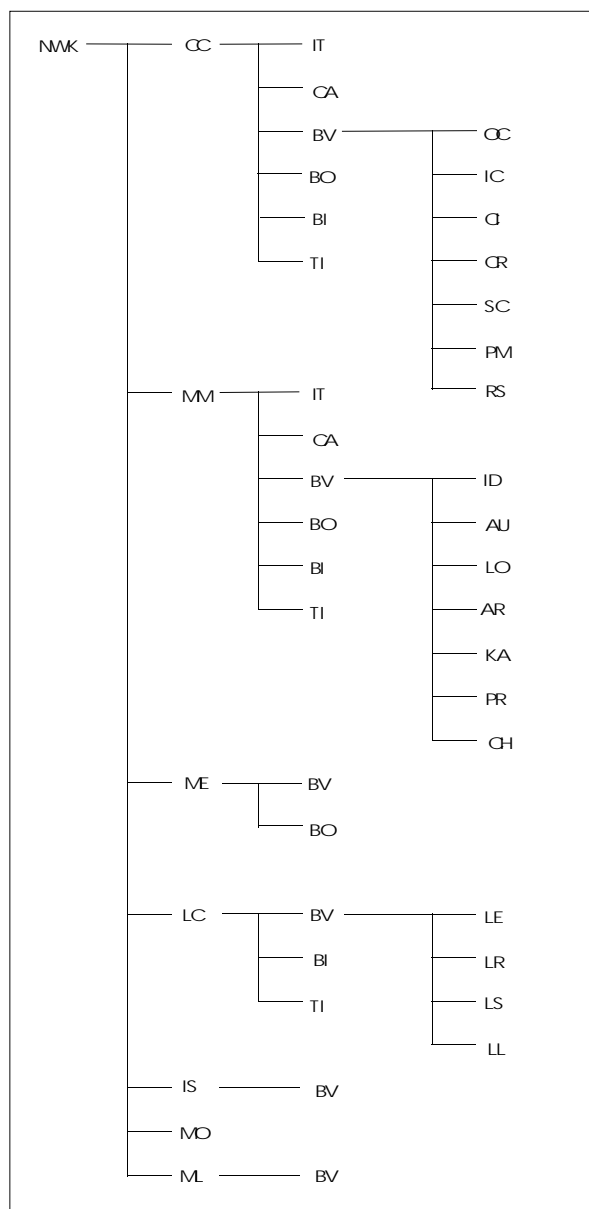 NWK CC IT
CA
BV OC
BO IC
BI CI
TI CR
SC
PM
MM IT RS
CA
BV ID
BO AU
BI LO
TI AR
KA
PR
CH
ME BV
BO
LC BV LE
BI LR
TI LS
LL
IS BV
MO
ML BV